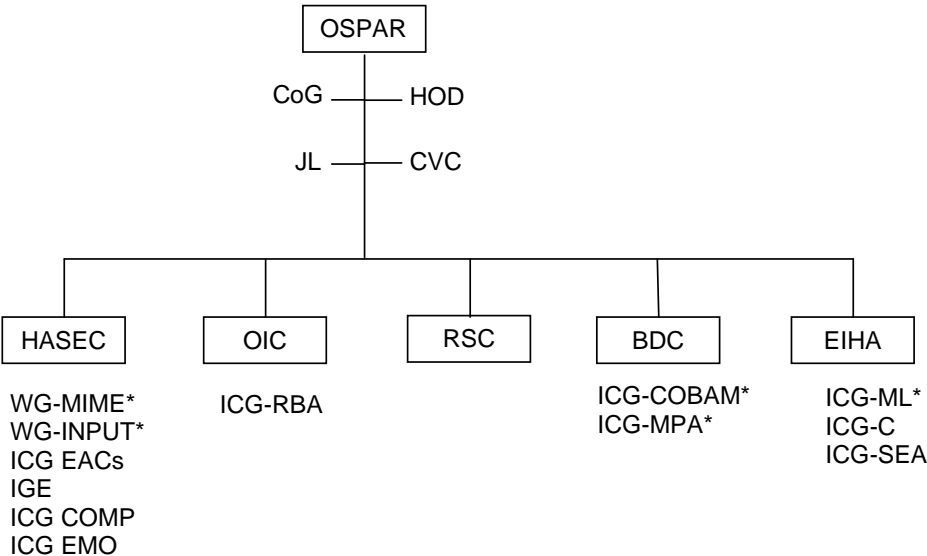 OSPAR
CoG HOD
JL CVC
HASEC OIC RSC BDC EIHA
WG-MIME*
WG-INPUT*
ICG EACs
IGE
ICG COMP
ICG EMO
ICG-RBA
ICG-COBAM*
ICG-MPA*
ICG-ML*
ICG-C
ICG-SEA